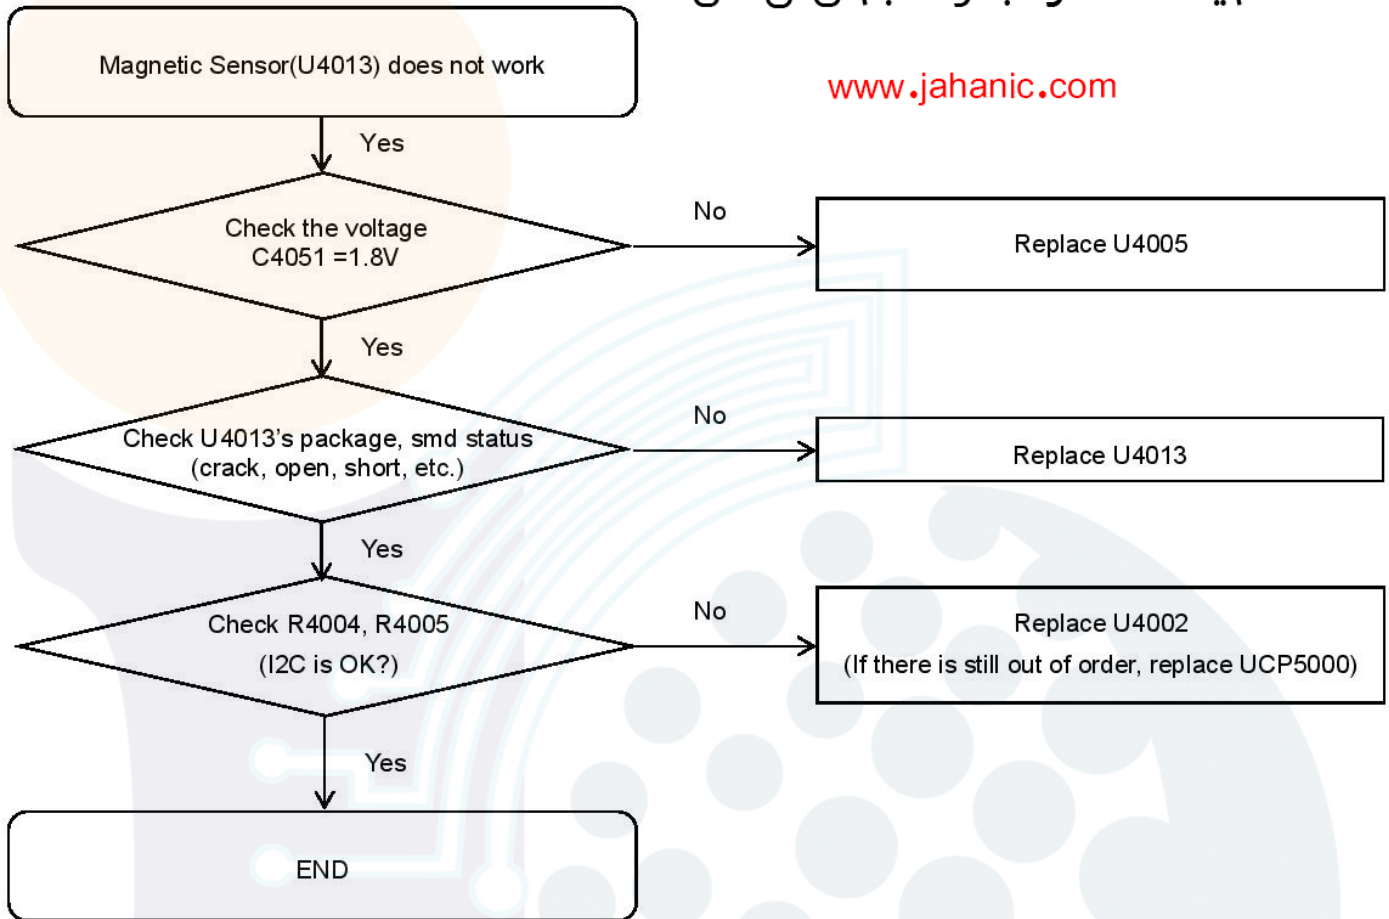 www.jahanic.com
Magnetic Sensor(U4013) does not work
Yes
Check the voltage
C4051 =1.8V
No
Replace U4005
Yes
Check U4013's package, smd status
(crack, open, short, etc.)
No
Replace U4013
Yes
Check R4004, R4005
(I2C is OK?)
No
Replace U4002
(If there is still out of order, replace UCP5000)
Yes
END